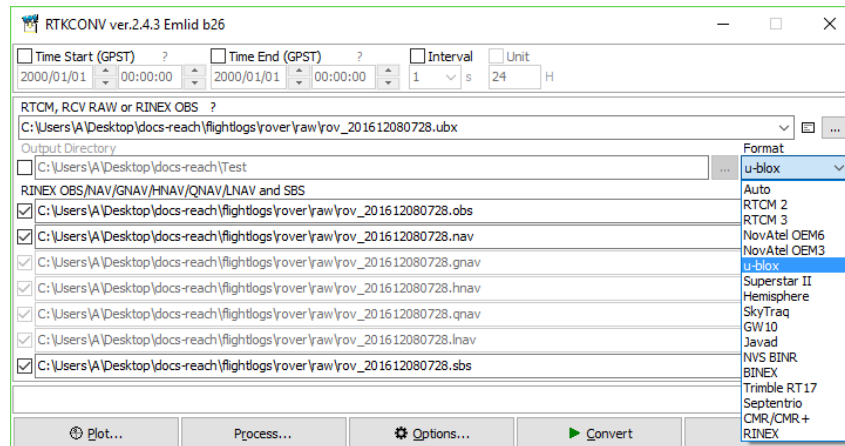 RTKCONV ver.2.4.3 Emlid b26
Time Start (GPST) ? Time End (GPST) ? Interval Unit
2000/01/01 00:00:00 2000/01/01 00:00:00 1 s 24 H
RTCM, RCV RAW or RINEX OBS ?
C:\Users\A\Desktop\docs-reach\flightlogs\rover\raw\rov_201612080728.ubx ...
Output Directory Format
C:\Users\A\Desktop\docs-reach\Test ... u-blox
RINEX OBS/NAV/GNAV/HNAV/QNAV/LNAV and SBS
C:\Users\A\Desktop\docs-reach\flightlogs\rover\raw\rov_201612080728.obs
C:\Users\A\Desktop\docs-reach\flightlogs\rover\raw\rov_201612080728.nav
C:\Users\A\Desktop\docs-reach\flightlogs\rover\raw\rov_201612080728.gnav
C:\Users\A\Desktop\docs-reach\flightlogs\rover\raw\rov_201612080728.hnav
C:\Users\A\Desktop\docs-reach\flightlogs\rover\raw\rov_201612080728.qnav
C:\Users\A\Desktop\docs-reach\flightlogs\rover\raw\rov_201612080728.lnav
C:\Users\A\Desktop\docs-reach\flightlogs\rover\raw\rov_201612080728.sbs
Auto
RTCM 2
RTCM 3
NovAtel OEM6
NovAtel OEM3
u-blox
Superstar II
Hemisphere
SkyTraq
GW10
Javad
NVS BINR
BINEX
Trimble RT17
Septentrio
CMR/CMR+
RINEX
Plot... Process... Options... Convert